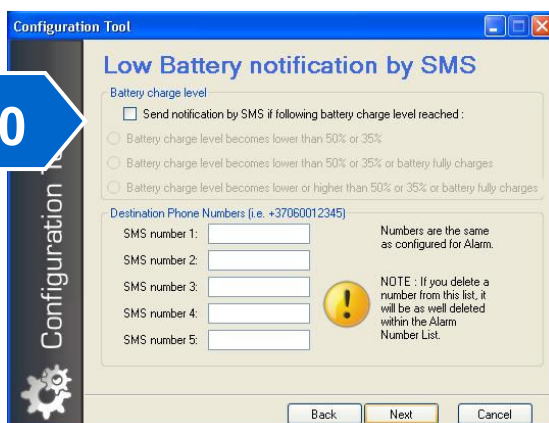 Configuration Tool
Low Battery notification by SMS
Battery charge level
Send notification by SMS if following battery charge level reached :
Battery charge level becomes lower than 50% or 35%
Battery charge level becomes lower than 50% or 35% or battery fully charges
Battery charge level becomes lower or higher than 50% or 35% or battery fully charges
Destination Phone Numbers (i.e. +37060012345)
SMS number 1:
SMS number 2:
SMS number 3:
SMS number 4:
SMS number 5:
Numbers are the same
as configured for Alarm.
NOTE : If you delete a
number from this list, it
will be as well deleted
within the Alarm
Number List.
Back
Next
Cancel
0
Configuration